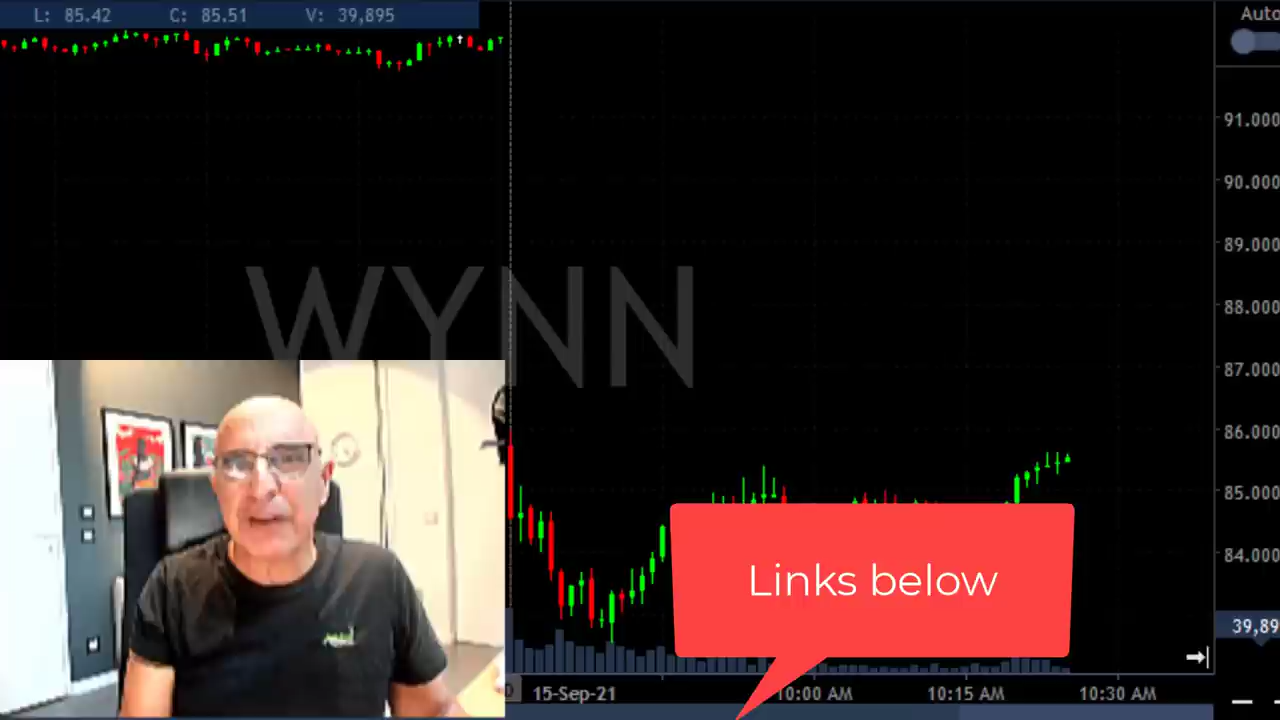 L: 85.42 C: 85.51 V: 39,895
Auto
91.000
90.000
89.000
WYNN
88.000
87.000
86.000
85.000
Links below
84.000
39,89
15-Sep-21 10:00 AM 10:15 AM 10:30 AM